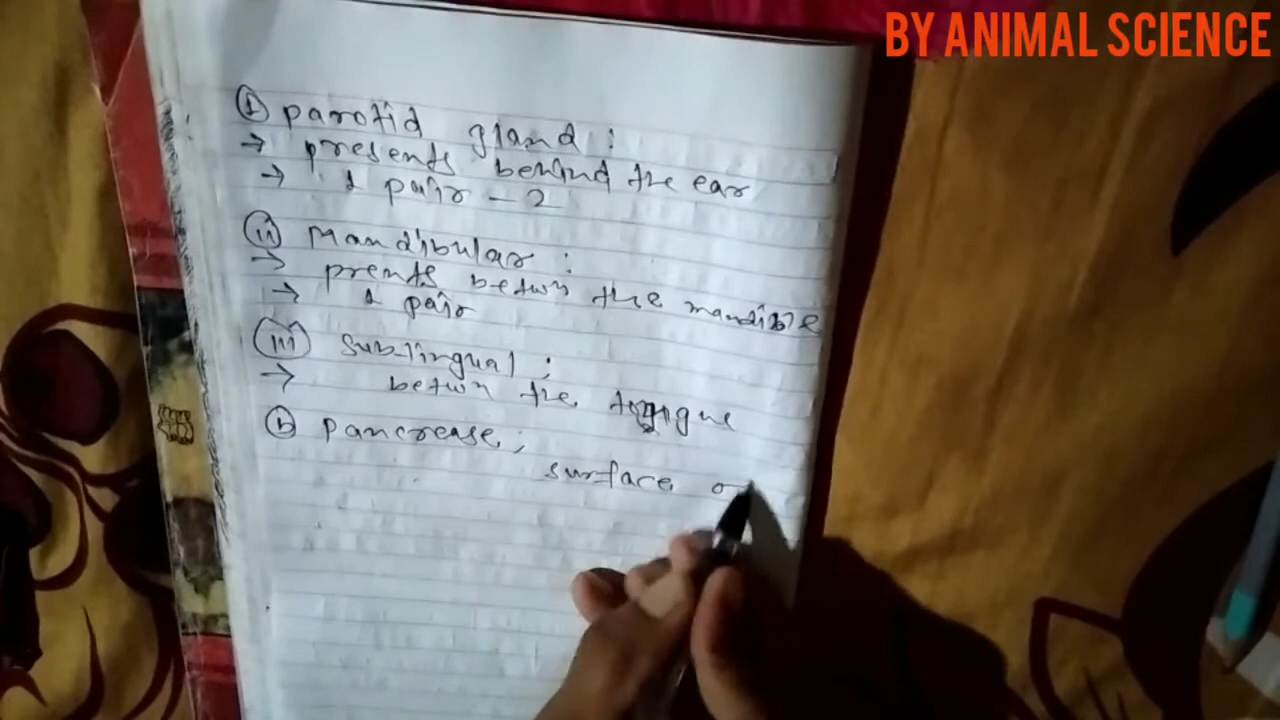 BY ANIMAL SCIENCE
(i) parotid gland :
→ presents behind the ear
→ 1 pair - 2
(ii) Mandibular :
→ prents betwn the mandible
→ 1 pair
(iii) Sub-lingual ;
→ betwn the
(b) pancrease ;
surface o